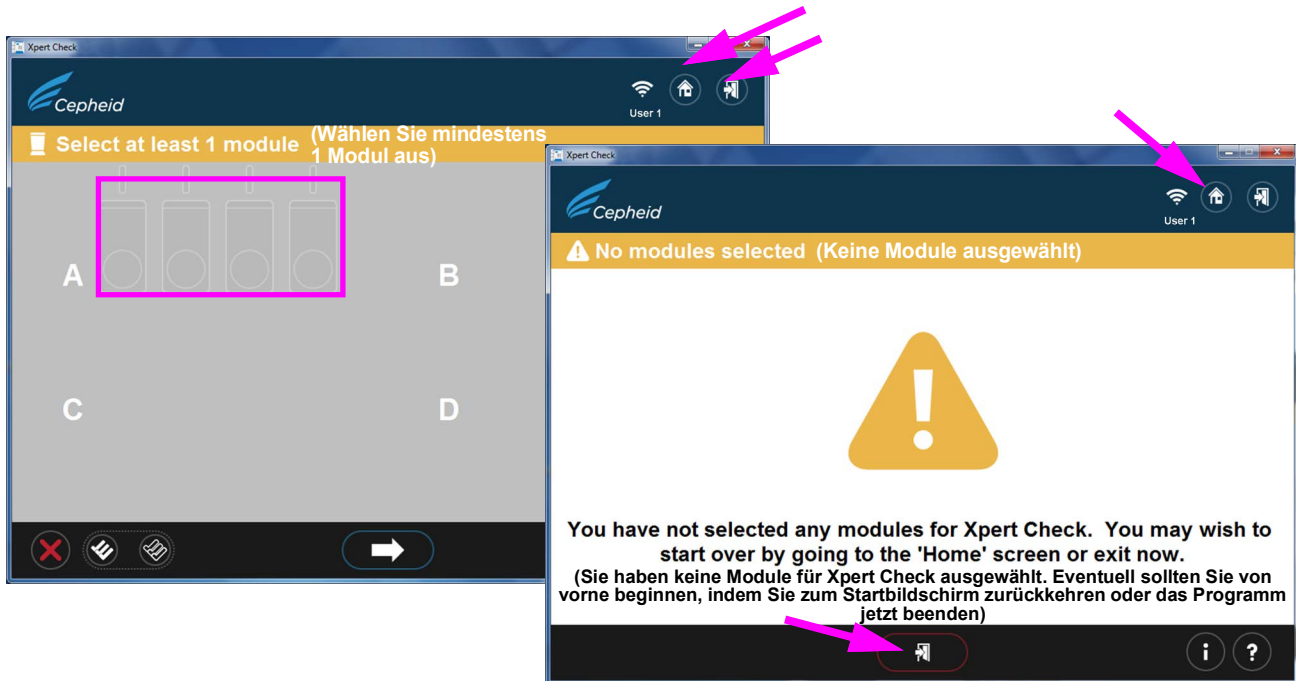 Xpert Check
Cepheid
User 1
Select at least 1 module (Wählen Sie mindestens
1 Modul aus)
A
B
C
D
Xpert Check
Cepheid
User 1
No modules selected (Keine Module ausgewählt)
You have not selected any modules for Xpert Check. You may wish to
start over by going to the 'Home' screen or exit now.
(Sie haben keine Module für Xpert Check ausgewählt. Eventuell sollten Sie von
vorne beginnen, indem Sie zum Startbildschirm zurückkehren oder das Programm
jetzt beenden)
i ?